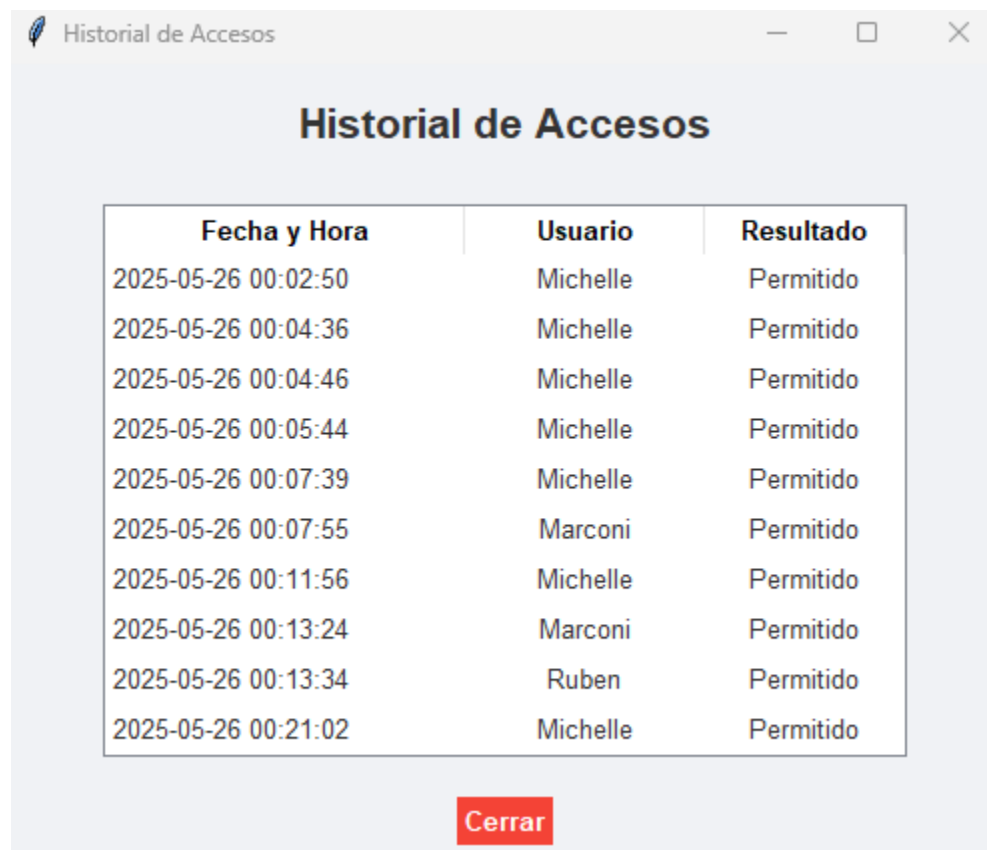 Historial de Accesos
Historial de Accesos
Fecha y Hora Usuario Resultado
2025-05-26 00:02:50 Michelle Permitido
2025-05-26 00:04:36 Michelle Permitido
2025-05-26 00:04:46 Michelle Permitido
2025-05-26 00:05:44 Michelle Permitido
2025-05-26 00:07:39 Michelle Permitido
2025-05-26 00:07:55 Marconi Permitido
2025-05-26 00:11:56 Michelle Permitido
2025-05-26 00:13:24 Marconi Permitido
2025-05-26 00:13:34 Ruben Permitido
2025-05-26 00:21:02 Michelle Permitido
Cerrar